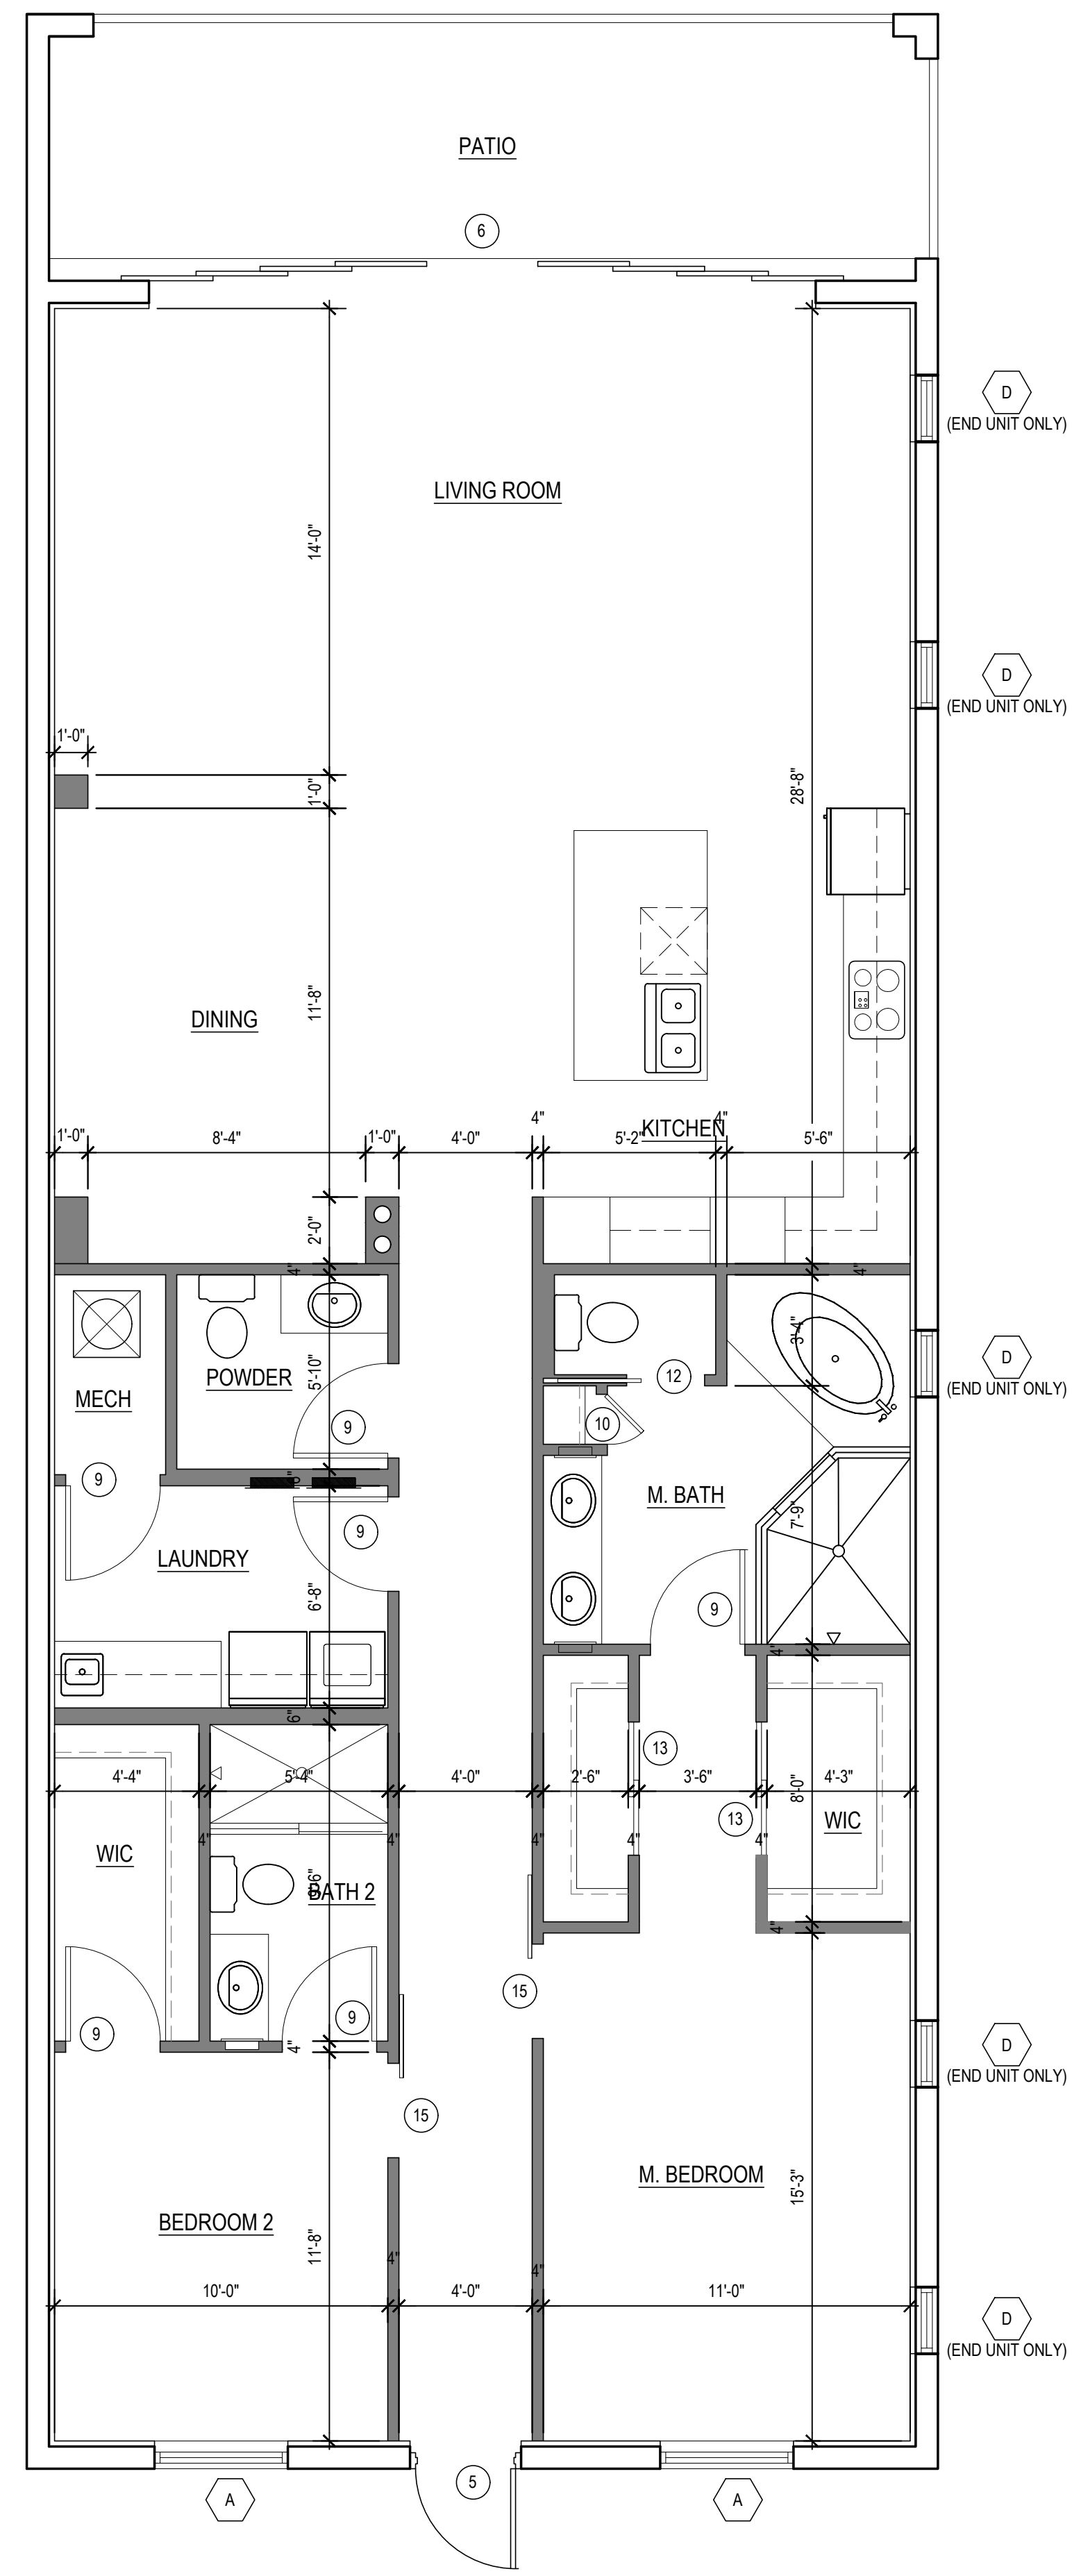 PATIO
6
D
(END UNIT ONLY)
LIVING ROOM
14'-0"
D
(END UNIT ONLY)
1'-0"
1'-0"
28'-8"
11'-8"
DINING
4"
4"
KITCHEN
1'-0"
8'-4"
1'-0"
4'-0"
5'-2"
5'-6"
2'-0"
4"
4"
3'-4"
D
(END UNIT ONLY)
POWDER
5'-10"
12
MECH
10
9
9
6"
M. BATH
7'-9"
9
LAUNDRY
6'-8"
9
4"
6"
13
4'-4"
5'-4"
4'-0"
2'-6"
3'-6"
4'-3"
8'-0"
13
WIC
4"
4"
4"
4"
4"
WIC
BATH 2
4"
15
9
9
4"
D
(END UNIT ONLY)
15
M. BEDROOM
15'-3"
BEDROOM 2
11'-8"
4"
4"
10'-0"
4'-0"
11'-0"
D
(END UNIT ONLY)
5
A
A